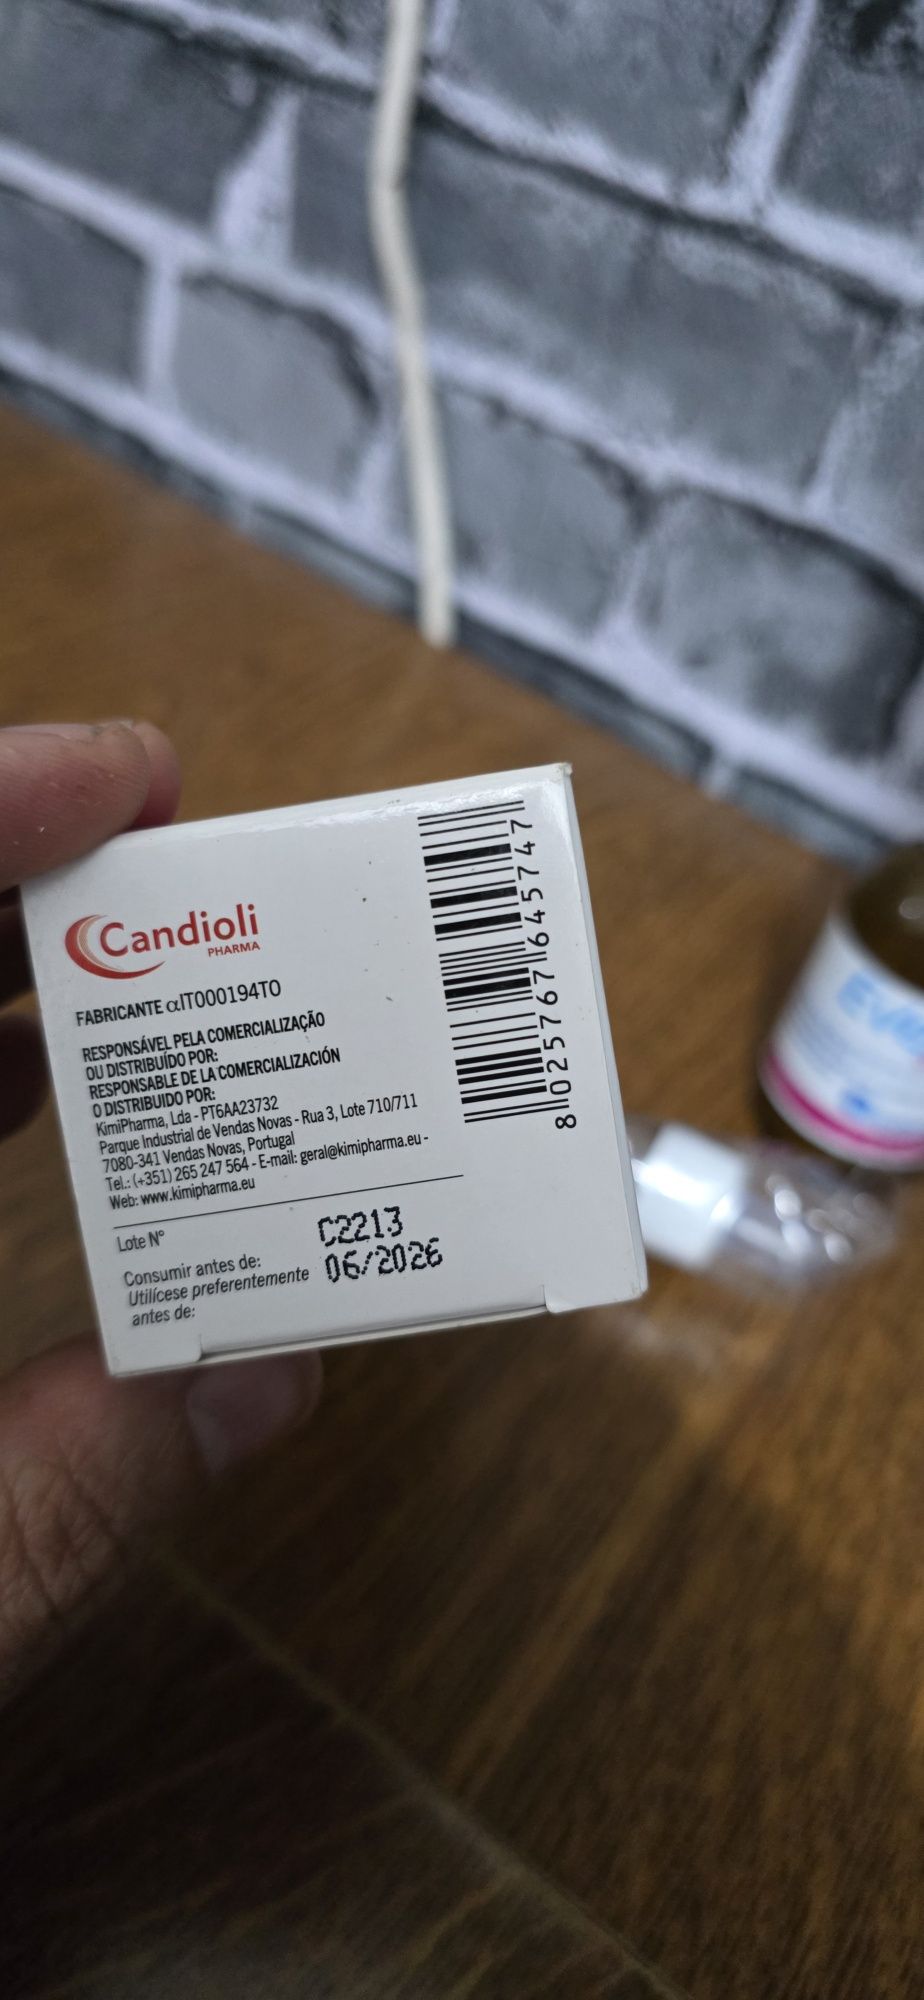 Candioli
PHARMA
FABRICANTE αIT000194TO
RESPONSÁVEL PELA COMERCIALIZAÇÃO
OU DISTRIBUÍDO POR:
RESPONSABLE DE LA COMERCIALIZACIÓN
O DISTRIBUIDO POR:
KimiPharma, Lda - PT6AA23732
Parque Industrial de Vendas Novas - Rua 3, Lote 710/711
7080-341 Vendas Novas, Portugal
Tel.: (+351) 265 247 564 - E-mail: geral@kimipharma.eu -
Web: www.kimipharma.eu
Lote N° C2213
Consumir antes de: 06/2026
Utilícese preferentemente
antes de:
8 025767 645747